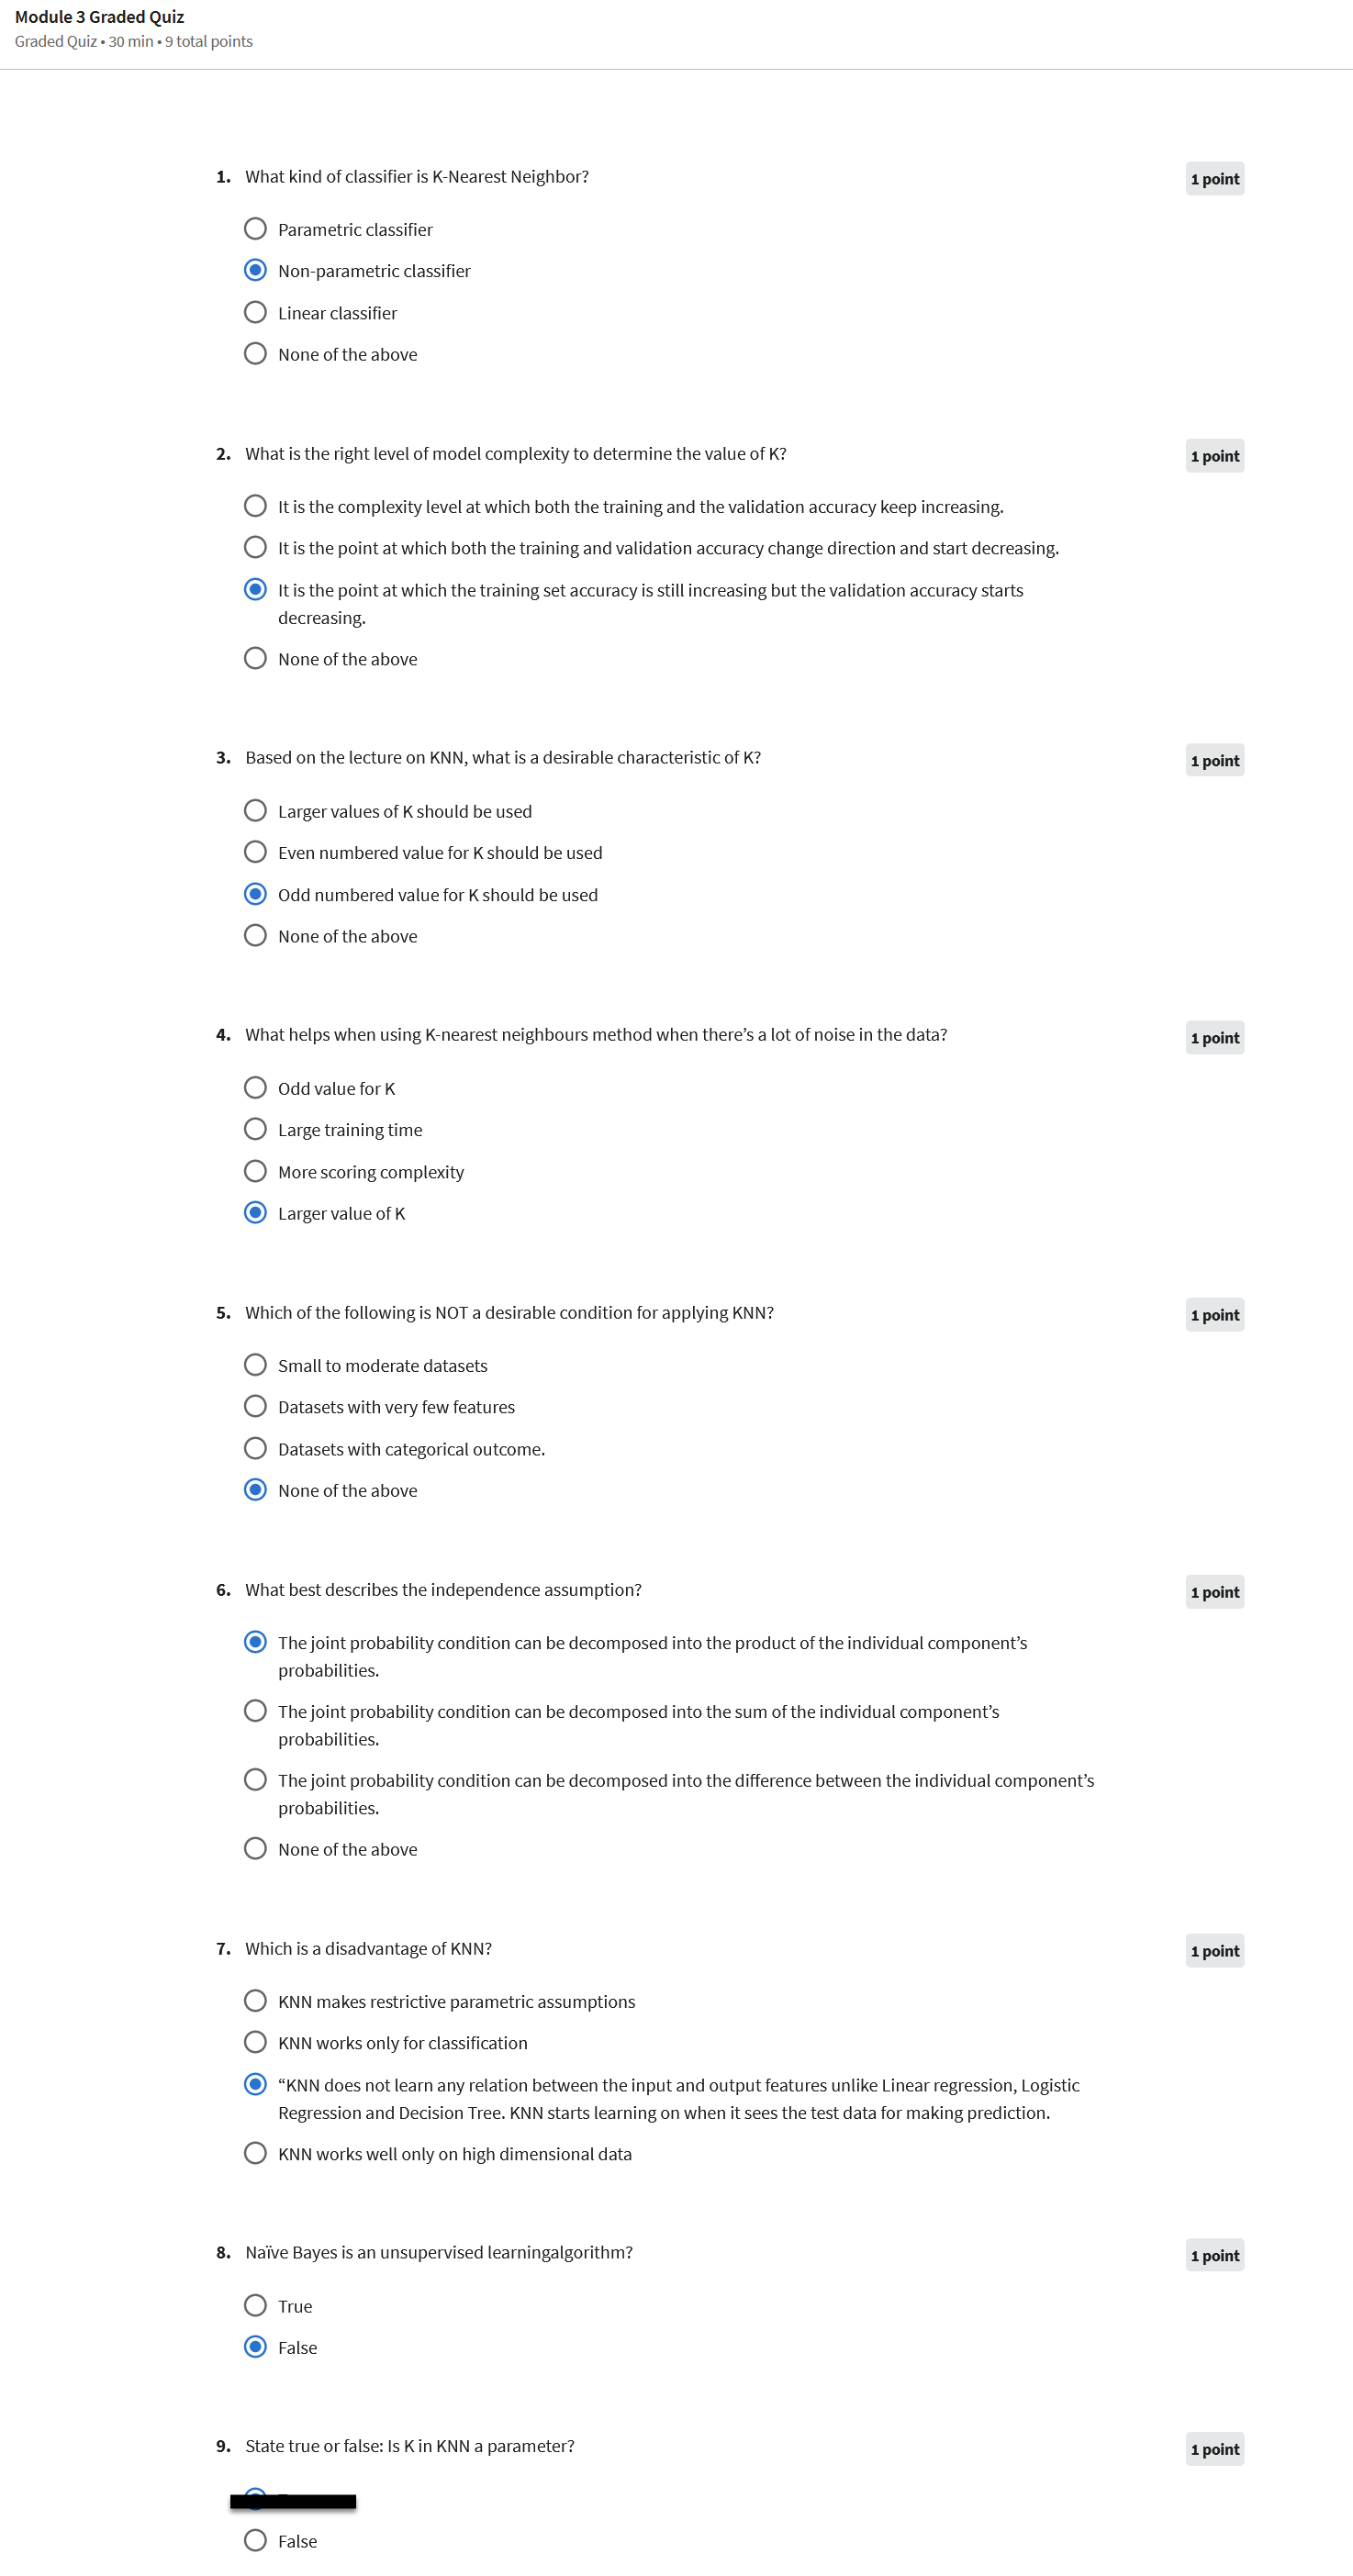 Module 3 Graded Quiz
Graded Quiz • 30 min • 9 total points
1. What kind of classifier is K-Nearest Neighbor?
1 point
Parametric classifier
Non-parametric classifier
Linear classifier
None of the above
2. What is the right level of model complexity to determine the value of K?
1 point
It is the complexity level at which both the training and the validation accuracy keep increasing.
It is the point at which both the training and validation accuracy change direction and start decreasing.
It is the point at which the training set accuracy is still increasing but the validation accuracy starts
decreasing.
None of the above
3. Based on the lecture on KNN, what is a desirable characteristic of K?
1 point
Larger values of K should be used
Even numbered value for K should be used
Odd numbered value for K should be used
None of the above
4. What helps when using K-nearest neighbours method when there’s a lot of noise in the data?
1 point
Odd value for K
Large training time
More scoring complexity
Larger value of K
5. Which of the following is NOT a desirable condition for applying KNN?
1 point
Small to moderate datasets
Datasets with very few features
Datasets with categorical outcome.
None of the above
6. What best describes the independence assumption?
1 point
The joint probability condition can be decomposed into the product of the individual component’s
probabilities.
The joint probability condition can be decomposed into the sum of the individual component’s
probabilities.
The joint probability condition can be decomposed into the difference between the individual component’s
probabilities.
None of the above
7. Which is a disadvantage of KNN?
1 point
KNN makes restrictive parametric assumptions
KNN works only for classification
“KNN does not learn any relation between the input and output features unlike Linear regression, Logistic
Regression and Decision Tree. KNN starts learning on when it sees the test data for making prediction.
KNN works well only on high dimensional data
8. Naïve Bayes is an unsupervised learningalgorithm?
1 point
True
False
9. State true or false: Is K in KNN a parameter?
1 point
False